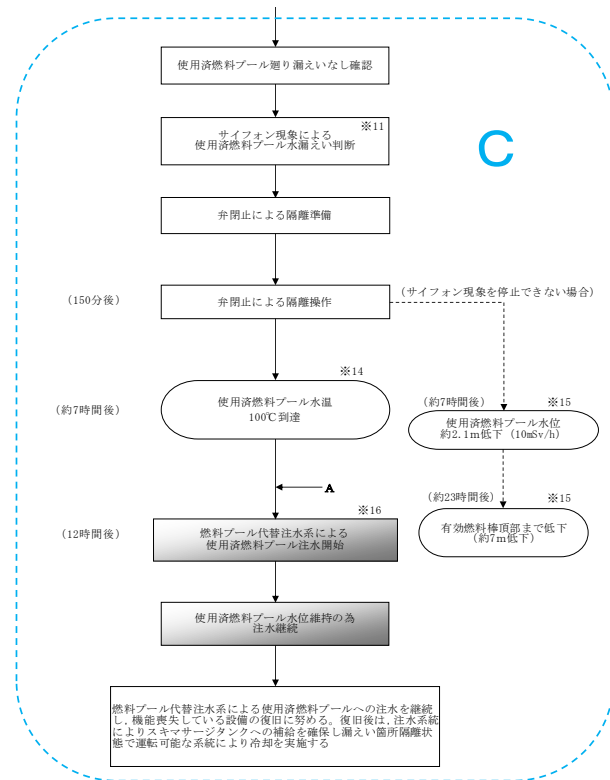 使用済燃料プール廻り漏えいなし確認
※11
サイフォン現象による
使用済燃料プール水漏えい判断
C
弁閉止による隔離準備
(サイフォン現象を停止できない場合)
(150分後)
弁閉止による隔離操作
※14
(約7時間後)
使用済燃料プール水温
100℃到達
(約7時間後)
※15
使用済燃料プール水位
約2.1m低下 (10mSv/h)
A
(約23時間後)
※15
有効燃料棒頂部まで低下
(約7m低下)
※16
(12時間後)
燃料プール代替注水系による
使用済燃料プール注水開始
使用済燃料プール水位維持の為
注水継続
燃料プール代替注水系による使用済燃料プールへの注水を継続
し,機能喪失している設備の復旧に努める。復旧後は,注水系統
によりスキマサージタンクへの補給を確保し漏えい箇所隔離状
態で運転可能な系統により冷却を実施する